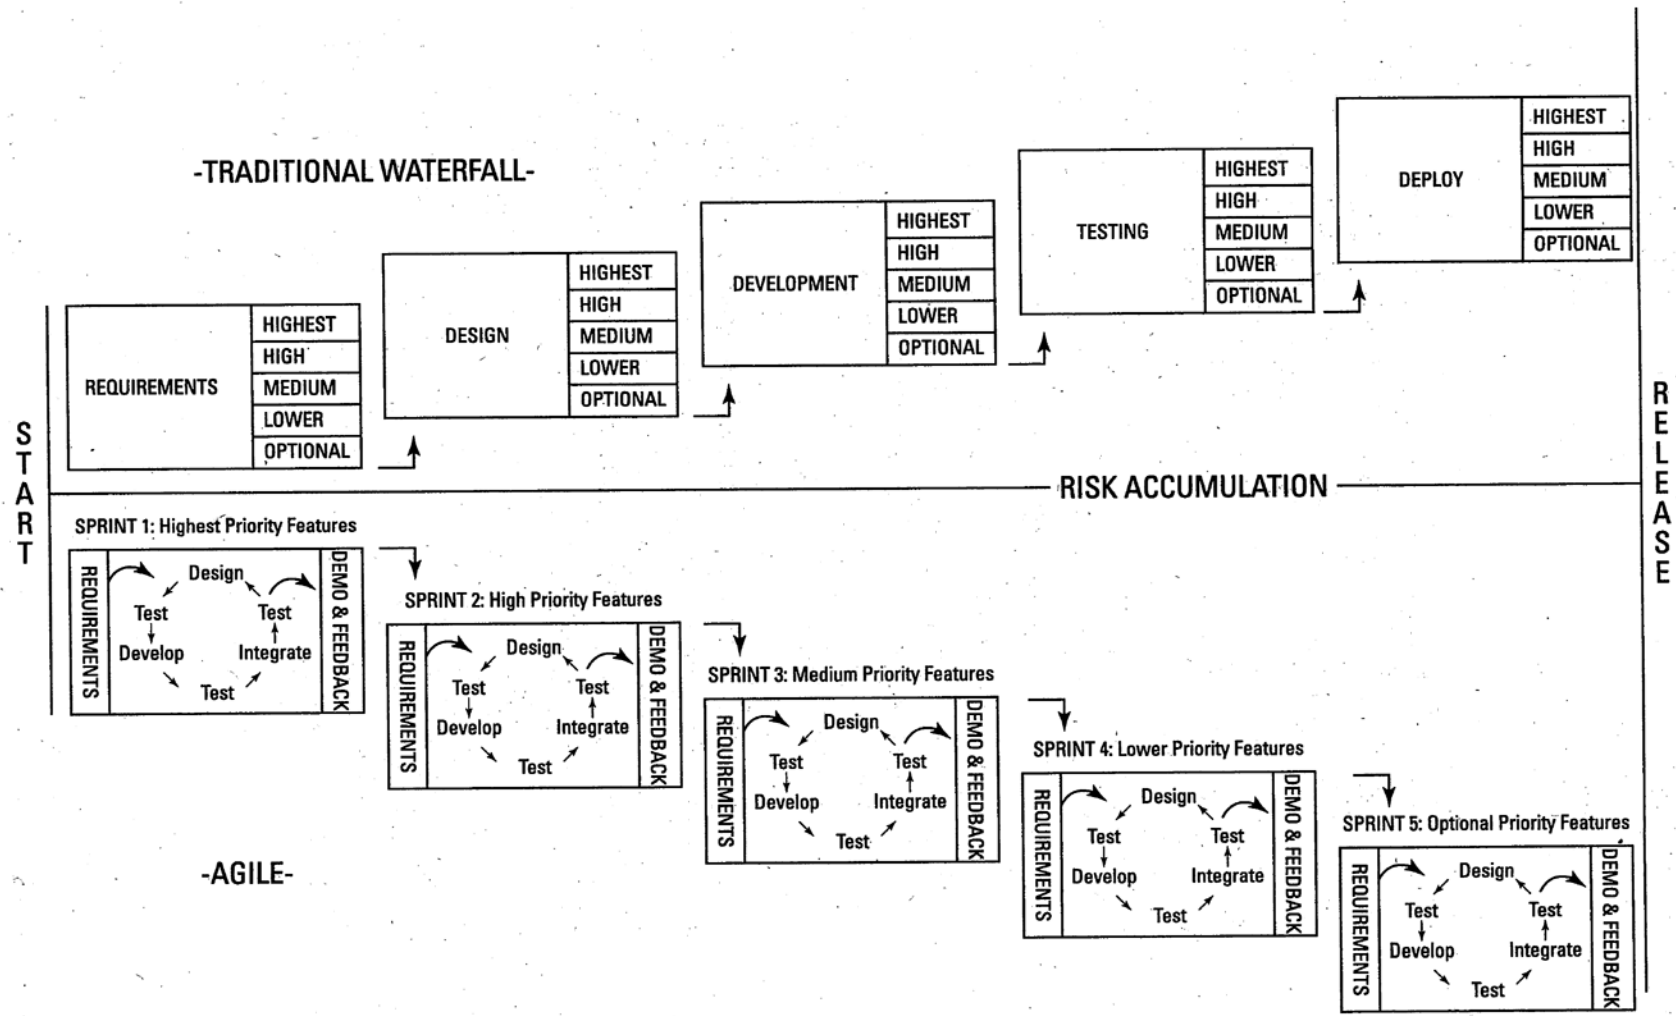 -TRADITIONAL WATERFALL-
REQUIREMENTS
HIGHEST
HIGH
MEDIUM
LOWER
OPTIONAL
DESIGN
HIGHEST
HIGH
MEDIUM
LOWER
OPTIONAL
DEVELOPMENT
HIGHEST
HIGH
MEDIUM
LOWER
OPTIONAL
TESTING
HIGHEST
HIGH
MEDIUM
LOWER
OPTIONAL
DEPLOY
HIGHEST
HIGH
MEDIUM
LOWER
OPTIONAL
START
RISK ACCUMULATION
RELEASE
SPRINT 1: Highest Priority Features
REQUIREMENTS
Design
Test
Develop
Test
Integrate
Test
DEMO & FEEDBACK
SPRINT 2: High Priority Features
REQUIREMENTS
Design
Test
Develop
Test
Integrate
Test
DEMO & FEEDBACK
SPRINT 3: Medium Priority Features
REQUIREMENTS
Design
Test
Develop
Test
Integrate
Test
DEMO & FEEDBACK
SPRINT 4: Lower Priority Features
REQUIREMENTS
Design
Test
Develop
Test
Integrate
Test
DEMO & FEEDBACK
SPRINT 5: Optional Priority Features
REQUIREMENTS
Design
Test
Develop
Test
Integrate
Test
DEMO & FEEDBACK
-AGILE-